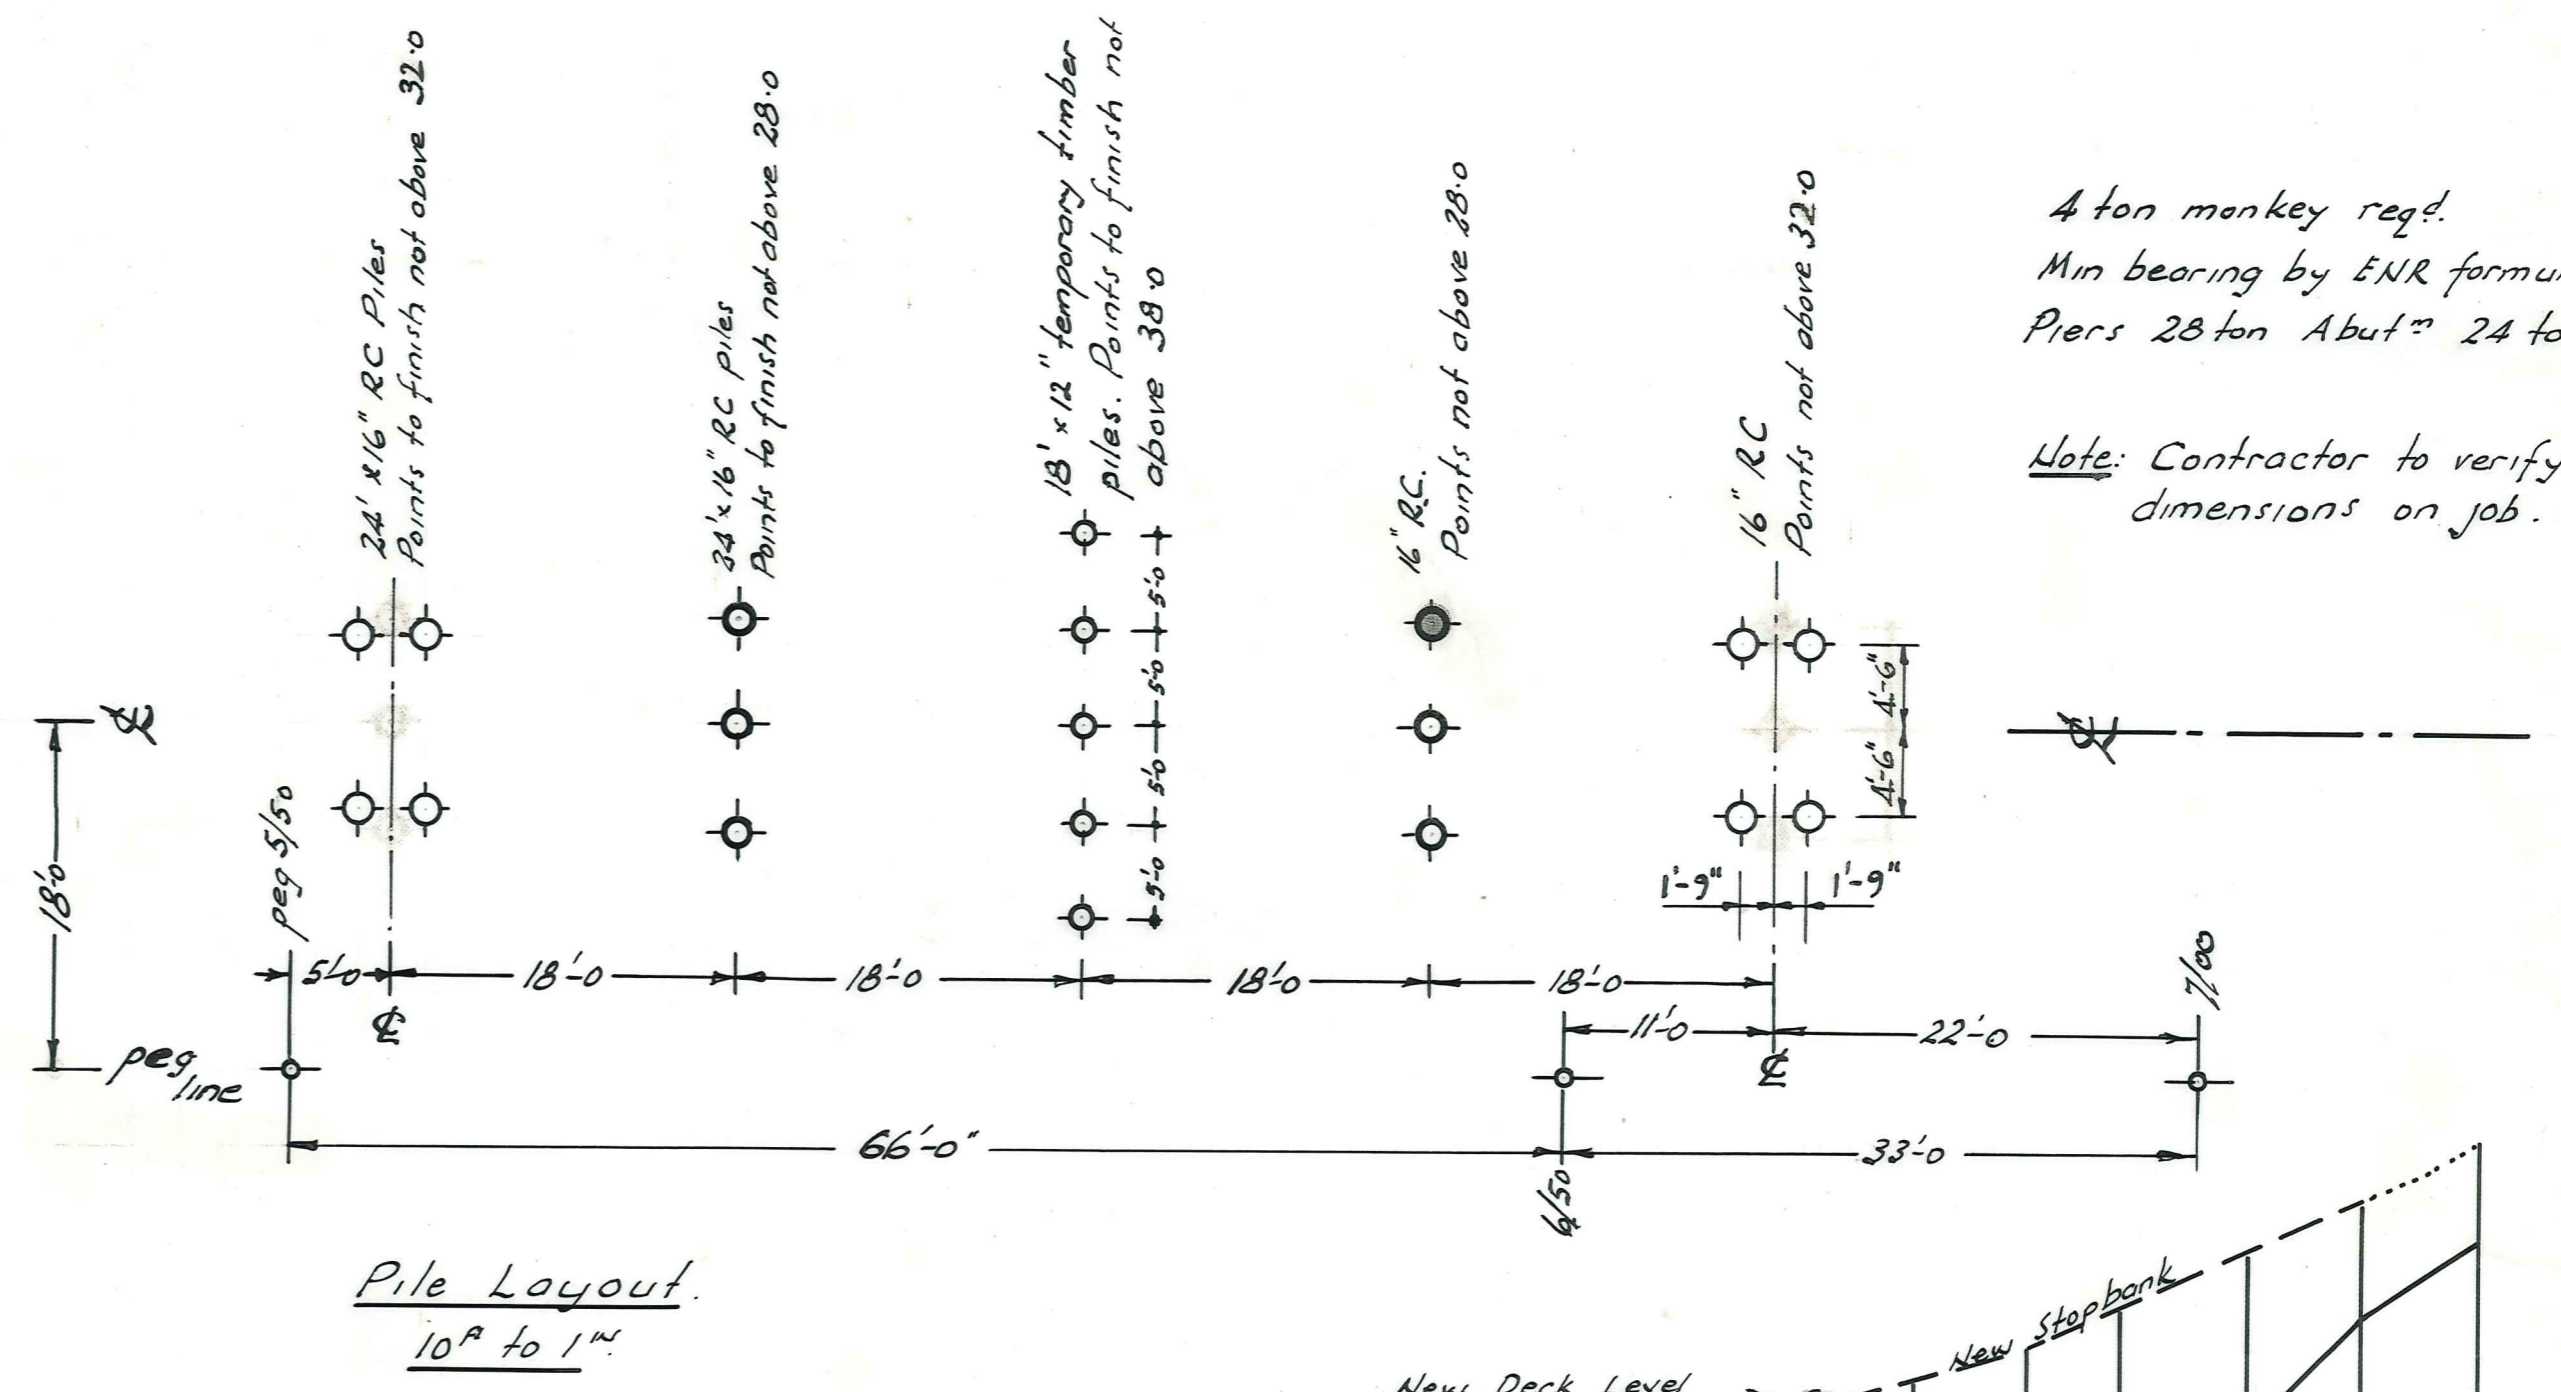 24' x 16" RC Piles
Points to finish not above 32·0
24' x 16" RC piles
Points to finish not above 28·0
18' x 12" temporary timber
piles. Points to finish not
above 38·0
16" RC.
Points not above 28·0
16" RC
Points not above 32·0
4 ton monkey reqd.
Min bearing by ENR formu
Piers 28 ton Abutm 24 to
Note: Contractor to verify
dimensions on job.
5'-0
5'-0
5'-0
5'-0
4'-6"
4'-6"
℄
℄
18'-0
peg 5/50
1'-9"
1'-9"
5'-0
18'-0
18'-0
18'-0
18'-0
7/00
11'-0
22'-0
℄
℄
peg
line
66'-0"
33'-0
6/50
Pile Layout.
10ft to 1in.
New Stopbank
New Deck Level